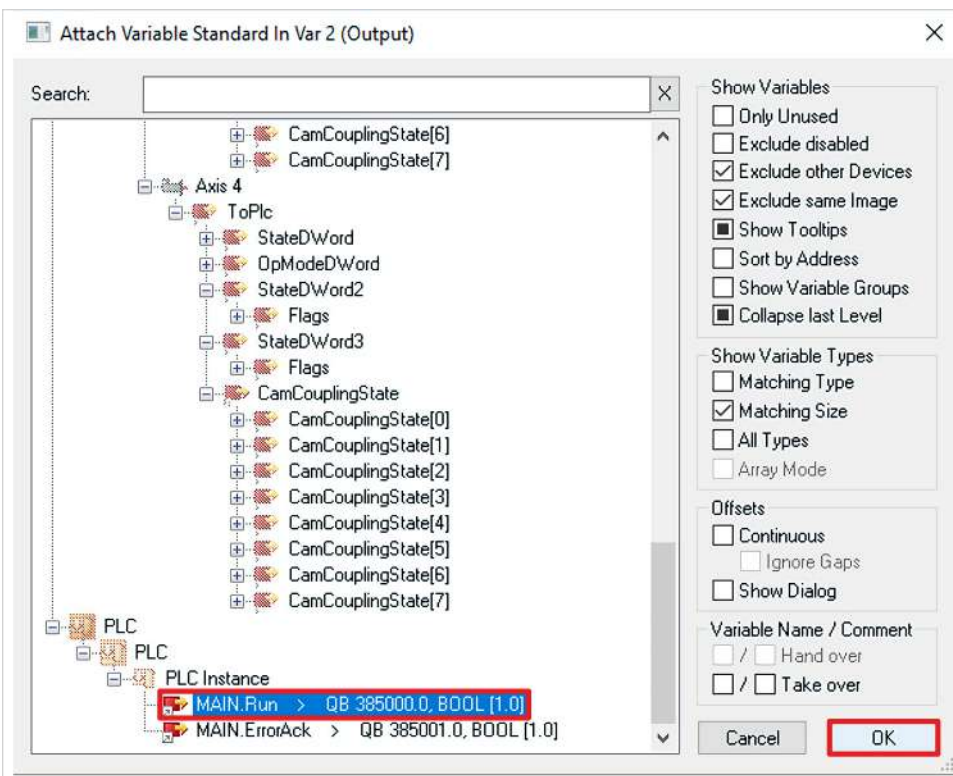 Attach Variable Standard In Var 2 (Output)
Search:
CamCouplingState[6]
CamCouplingState[7]
Axis 4
ToPlc
StateDWord
OpModeDWord
StateDWord2
Flags
StateDWord3
Flags
CamCouplingState
CamCouplingState[0]
CamCouplingState[1]
CamCouplingState[2]
CamCouplingState[3]
CamCouplingState[4]
CamCouplingState[5]
CamCouplingState[6]
CamCouplingState[7]
PLC
PLC
PLC Instance
MAIN.Run > QB 385000.0, BOOL [1.0]
MAIN.ErrorAck > QB 385001.0, BOOL [1.0]
Show Variables
Only Unused
Exclude disabled
Exclude other Devices
Exclude same Image
Show Tooltips
Sort by Address
Show Variable Groups
Collapse last Level
Show Variable Types
Matching Type
Matching Size
All Types
Array Mode
Offsets
Continuous
Ignore Gaps
Show Dialog
Variable Name / Comment
/ Hand over
/ Take over
Cancel
OK